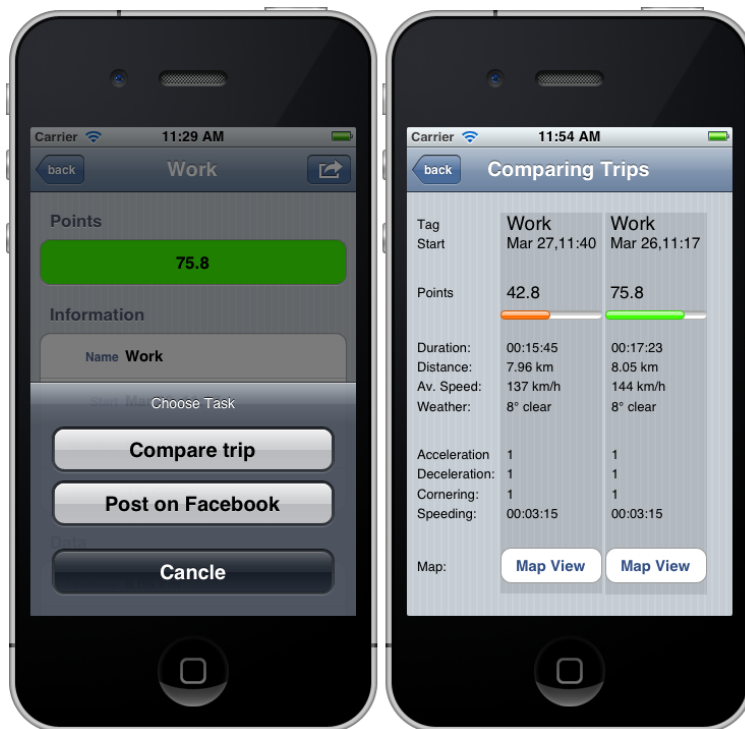 Carrier 11:29 AM
back Work
Points
75.8
Information
Name Work
Choose Task
Compare trip
Post on Facebook
Data
Cancle
Carrier 11:54 AM
back Comparing Trips
Tag Work Work
Start Mar 27,11:40 Mar 26,11:17
Points 42.8 75.8
Duration: 00:15:45 00:17:23
Distance: 7.96 km 8.05 km
Av. Speed: 137 km/h 144 km/h
Weather: 8° clear 8° clear
Acceleration 1 1
Deceleration: 1 1
Cornering: 1 1
Speeding: 00:03:15 00:03:15
Map: Map View Map View